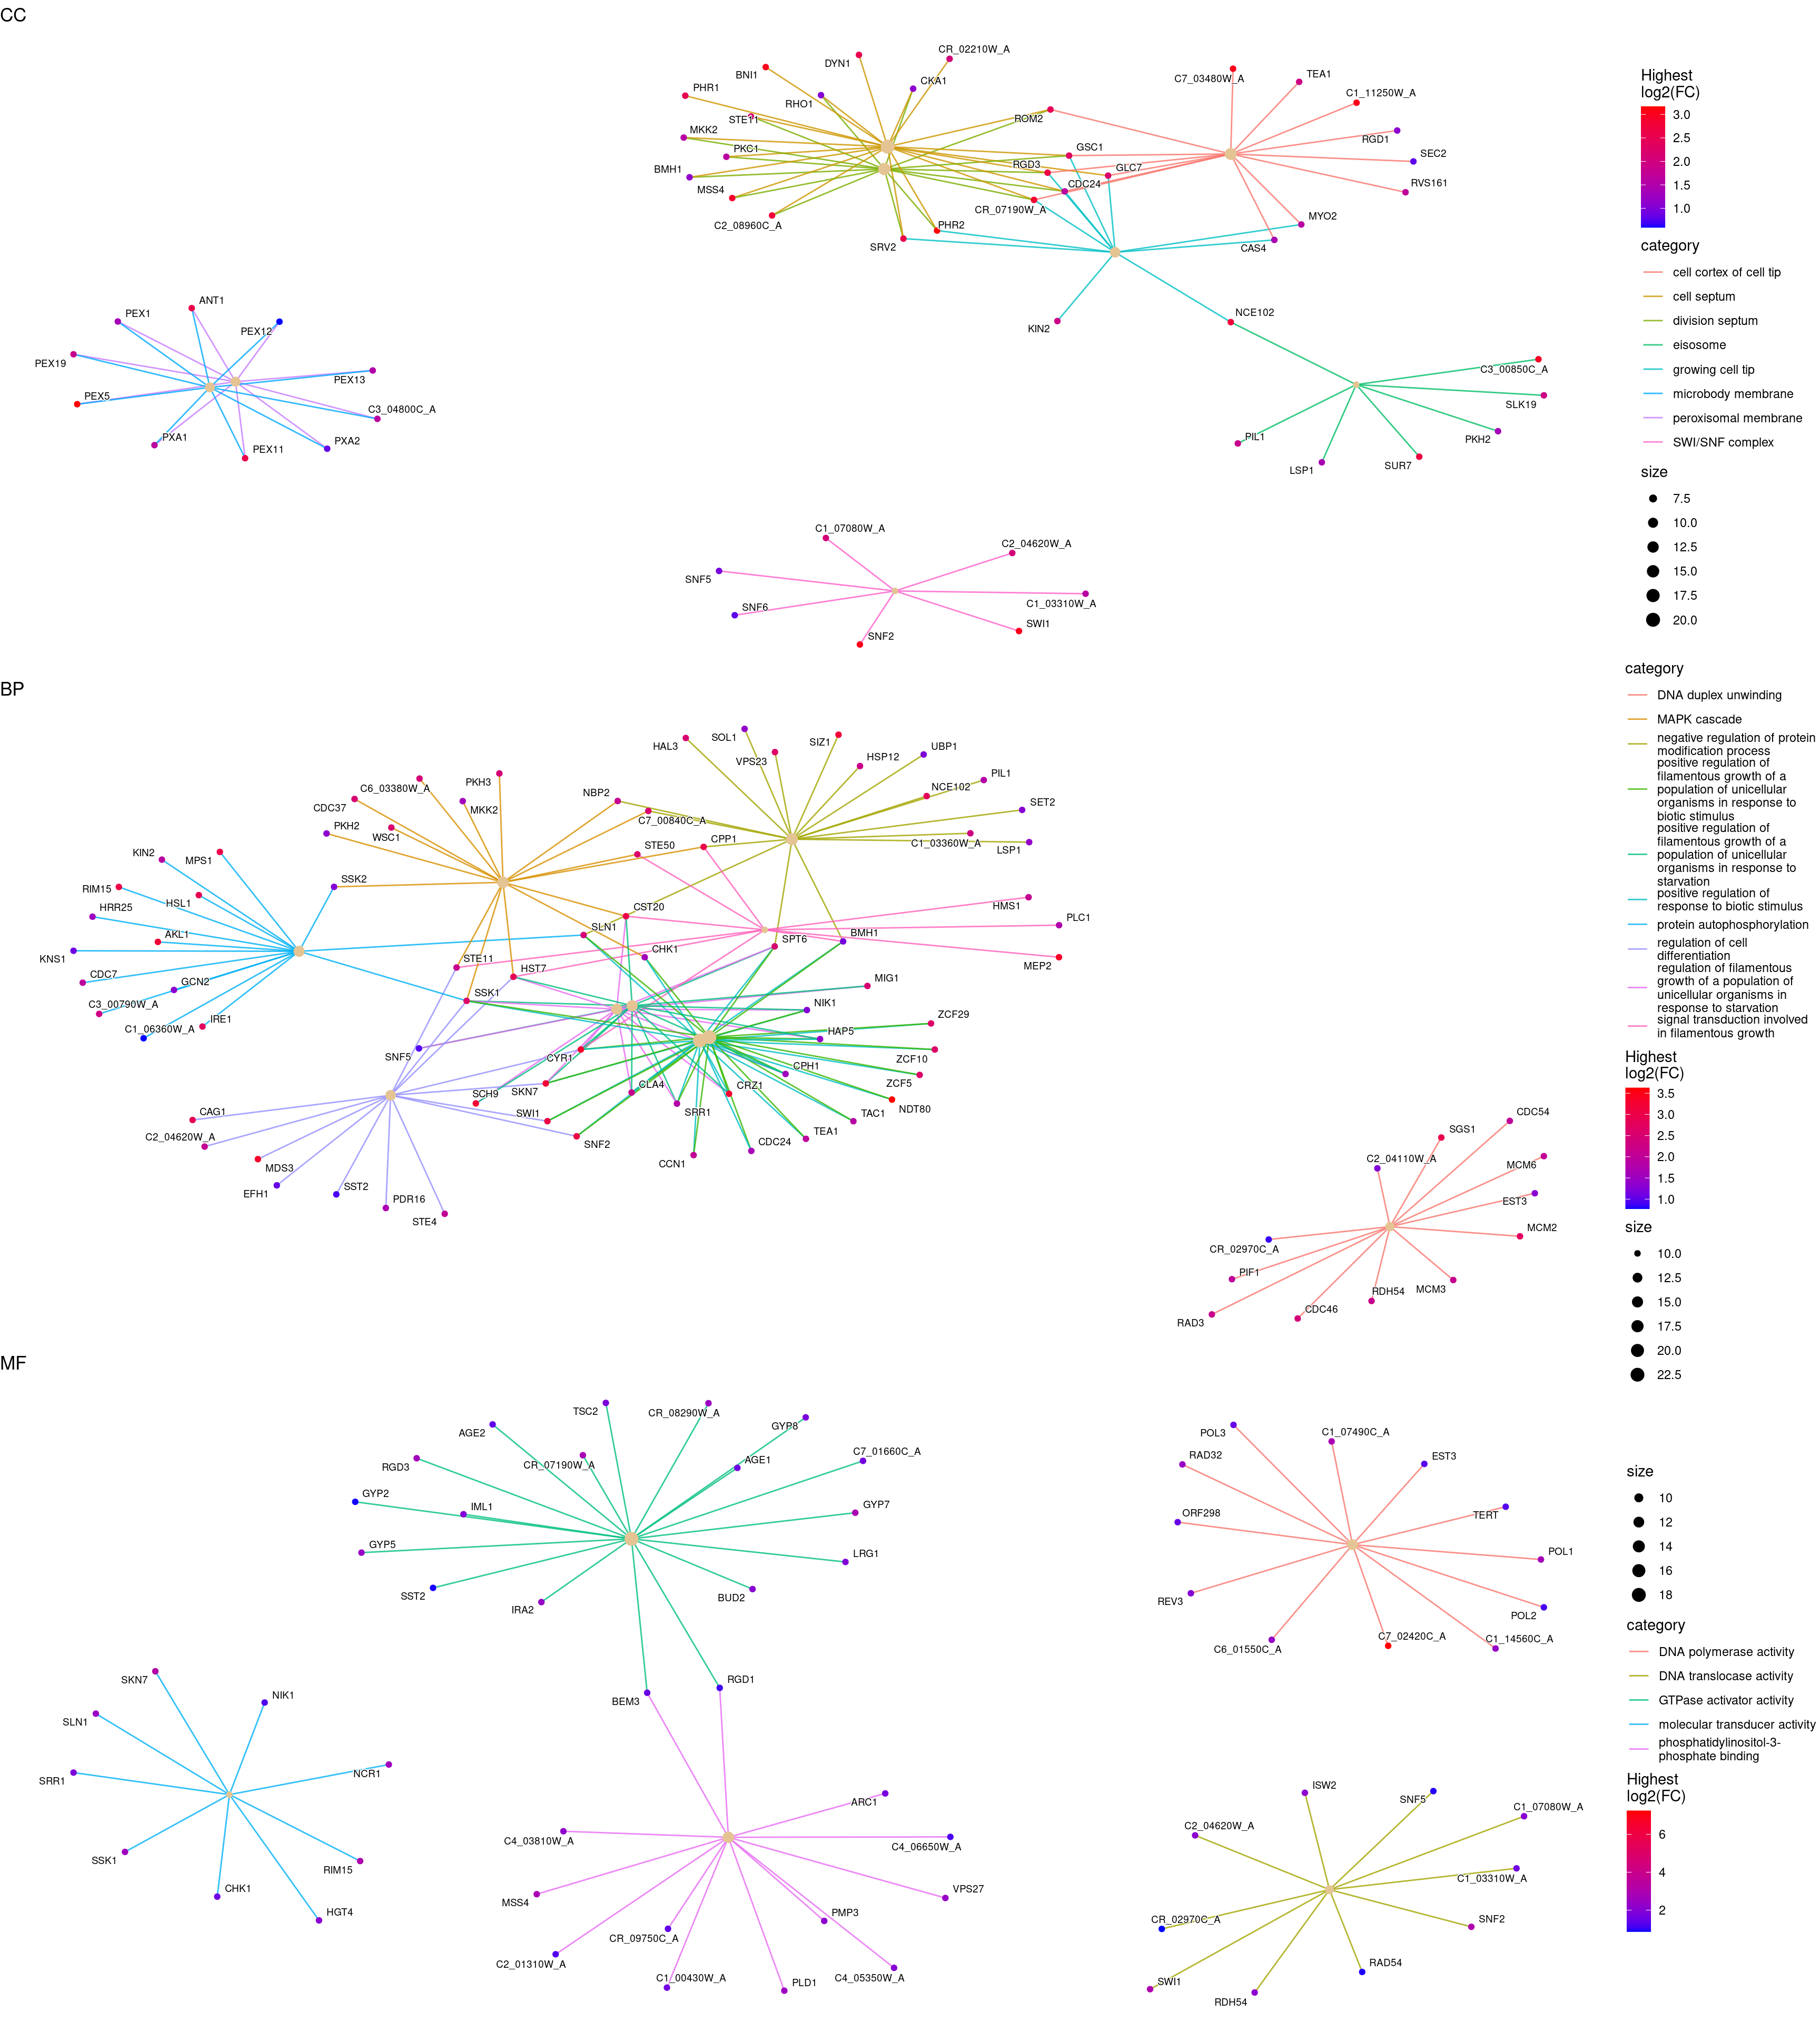 CC
CR_02210W_A
DYN1
BNI1
CKA1
C7_03480W_A
TEA1
PHR1
RHO1
C1_11250W_A
STE11
ROM2
MKK2
RGD1
PKC1
GSC1
SEC2
BMH1
RGD3
GLC7
MSS4
CDC24
RVS161
CR_07190W_A
C2_08960C_A
PHR2
MYO2
SRV2
CAS4
KIN2
NCE102
ANT1
PEX1
PEX12
PEX19
PEX13
PEX5
C3_04800C_A
PXA1
PEX11
PXA2
C3_00850C_A
SLK19
PIL1
PKH2
LSP1
SUR7
C1_07080W_A
C2_04620W_A
SNF5
C1_03310W_A
SNF6
SWI1
SNF2
Highest
log2(FC)
3.0
2.5
2.0
1.5
1.0
category
cell cortex of cell tip
cell septum
division septum
eisosome
growing cell tip
microbody membrane
peroxisomal membrane
SWI/SNF complex
size
7.5
10.0
12.5
15.0
17.5
20.0
BP
SOL1
SIZ1
HAL3
UBP1
VPS23
HSP12
PKH3
C6_03380W_A
PIL1
NCE102
NBP2
CDC37
MKK2
SET2
C7_00840C_A
PKH2
WSC1
CPP1
C1_03360W_A
LSP1
STE50
KIN2
MPS1
SSK2
RIM15
HSL1
HRR25
CST20
HMS1
PLC1
SLN1
AKL1
SPT6
BMH1
CHK1
KNS1
STE11
MEP2
CDC7
HST7
GCN2
MIG1
SSK1
C3_00790W_A
NIK1
IRE1
ZCF29
C1_06360W_A
HAP5
SNF5
CYR1
ZCF10
CPH1
CLA4
CRZ1
ZCF5
SCH9
SKN7
NDT80
CAG1
SWI1
SRR1
TAC1
C2_04620W_A
TEA1
SNF2
CDC24
CCN1
MDS3
EFH1
SST2
PDR16
STE4
CDC54
SGS1
C2_04110W_A
MCM6
EST3
MCM2
CR_02970C_A
PIF1
RDH54
MCM3
CDC46
RAD3
category
DNA duplex unwinding
MAPK cascade
negative regulation of protein
modification process
positive regulation of
filamentous growth of a
population of unicellular
organisms in response to
biotic stimulus
positive regulation of
filamentous growth of a
population of unicellular
organisms in response to
starvation
positive regulation of
response to biotic stimulus
protein autophosphorylation
regulation of cell
differentiation
regulation of filamentous
growth of a population of
unicellular organisms in
response to starvation
signal transduction involved
in filamentous growth
Highest
log2(FC)
3.5
3.0
2.5
2.0
1.5
1.0
size
10.0
12.5
15.0
17.5
20.0
22.5
MF
TSC2
CR_08290W_A
AGE2
GYP8
CR_07190W_A
AGE1
C7_01660C_A
RGD3
GYP2
IML1
GYP7
GYP5
LRG1
SST2
BUD2
IRA2
BEM3
RGD1
POL3
C1_07490C_A
RAD32
EST3
ORF298
TERT
POL1
REV3
POL2
C6_01550C_A
C7_02420C_A
C1_14560C_A
SKN7
NIK1
SLN1
SRR1
NCR1
SSK1
RIM15
CHK1
HGT4
ARC1
C4_03810W_A
C4_06650W_A
MSS4
VPS27
PMP3
CR_09750C_A
C2_01310W_A
C1_00430W_A
PLD1
C4_05350W_A
ISW2
SNF5
C1_07080W_A
C2_04620W_A
C1_03310W_A
CR_02970C_A
SNF2
RAD54
SWI1
RDH54
size
10
12
14
16
18
category
DNA polymerase activity
DNA translocase activity
GTPase activator activity
molecular transducer activity
phosphatidylinositol-3-
phosphate binding
Highest
log2(FC)
6
4
2